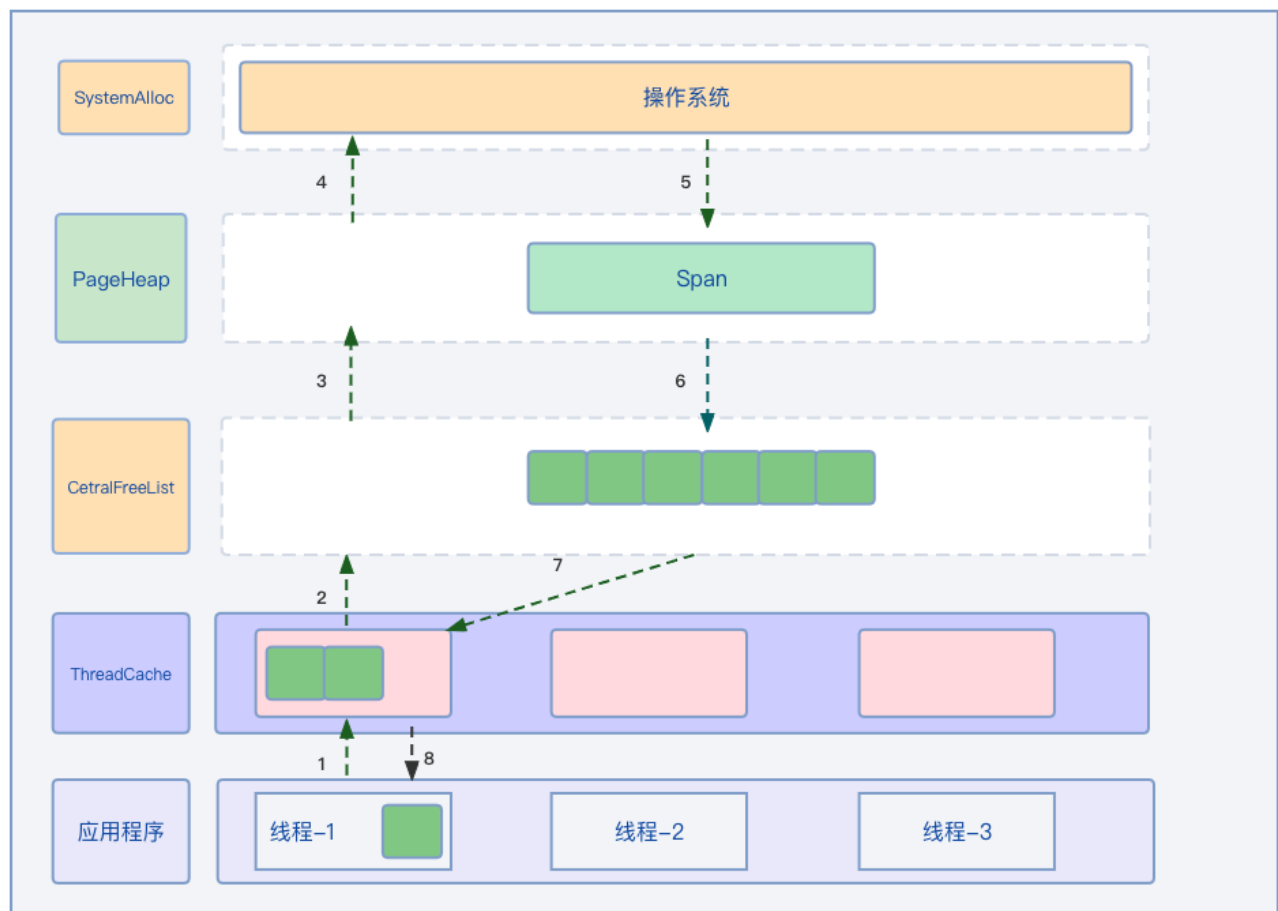 SystemAlloc
操作系统
4
5
PageHeap
Span
3
6
CetralFreeList
7
2
ThreadCache
1
8
应用程序
线程-1
线程-2
线程-3